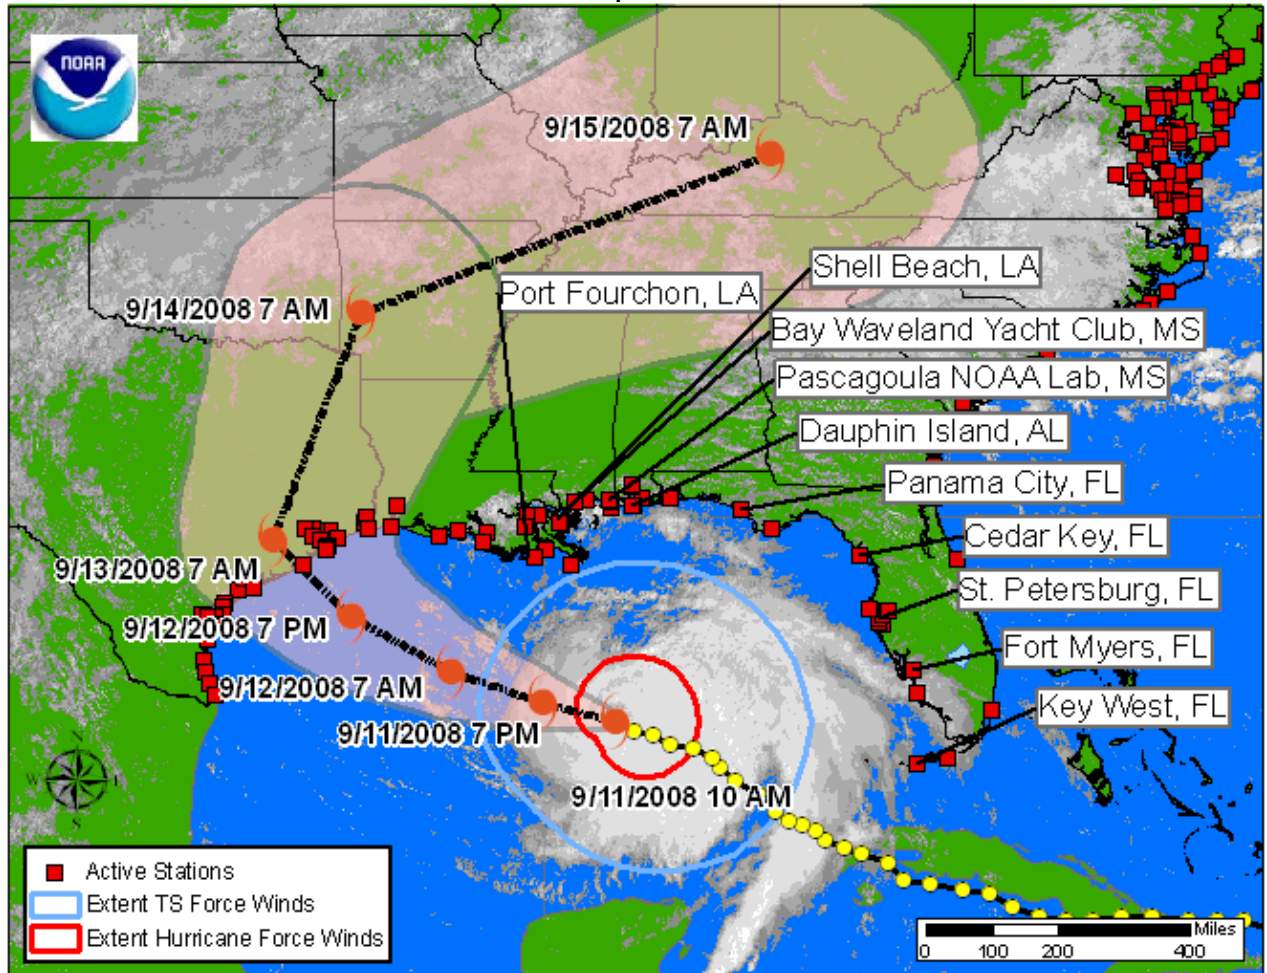 NOAA
9/15/2008 7 AM
Shell Beach, LA
Port Fourchon, LA
9/14/2008 7 AM
Bay Waveland Yacht Club, MS
Pascagoula NOAA Lab, MS
Dauphin Island, AL
Panama City, FL
Cedar Key, FL
9/13/2008 7 AM
St. Petersburg, FL
9/12/2008 7 PM
Fort Myers, FL
9/12/2008 7 AM
Key West, FL
9/11/2008 7 PM
9/11/2008 10 AM
N
W
E
S
Active Stations
Extent TS Force Winds
Extent Hurricane Force Winds
Miles
0 100 200 400